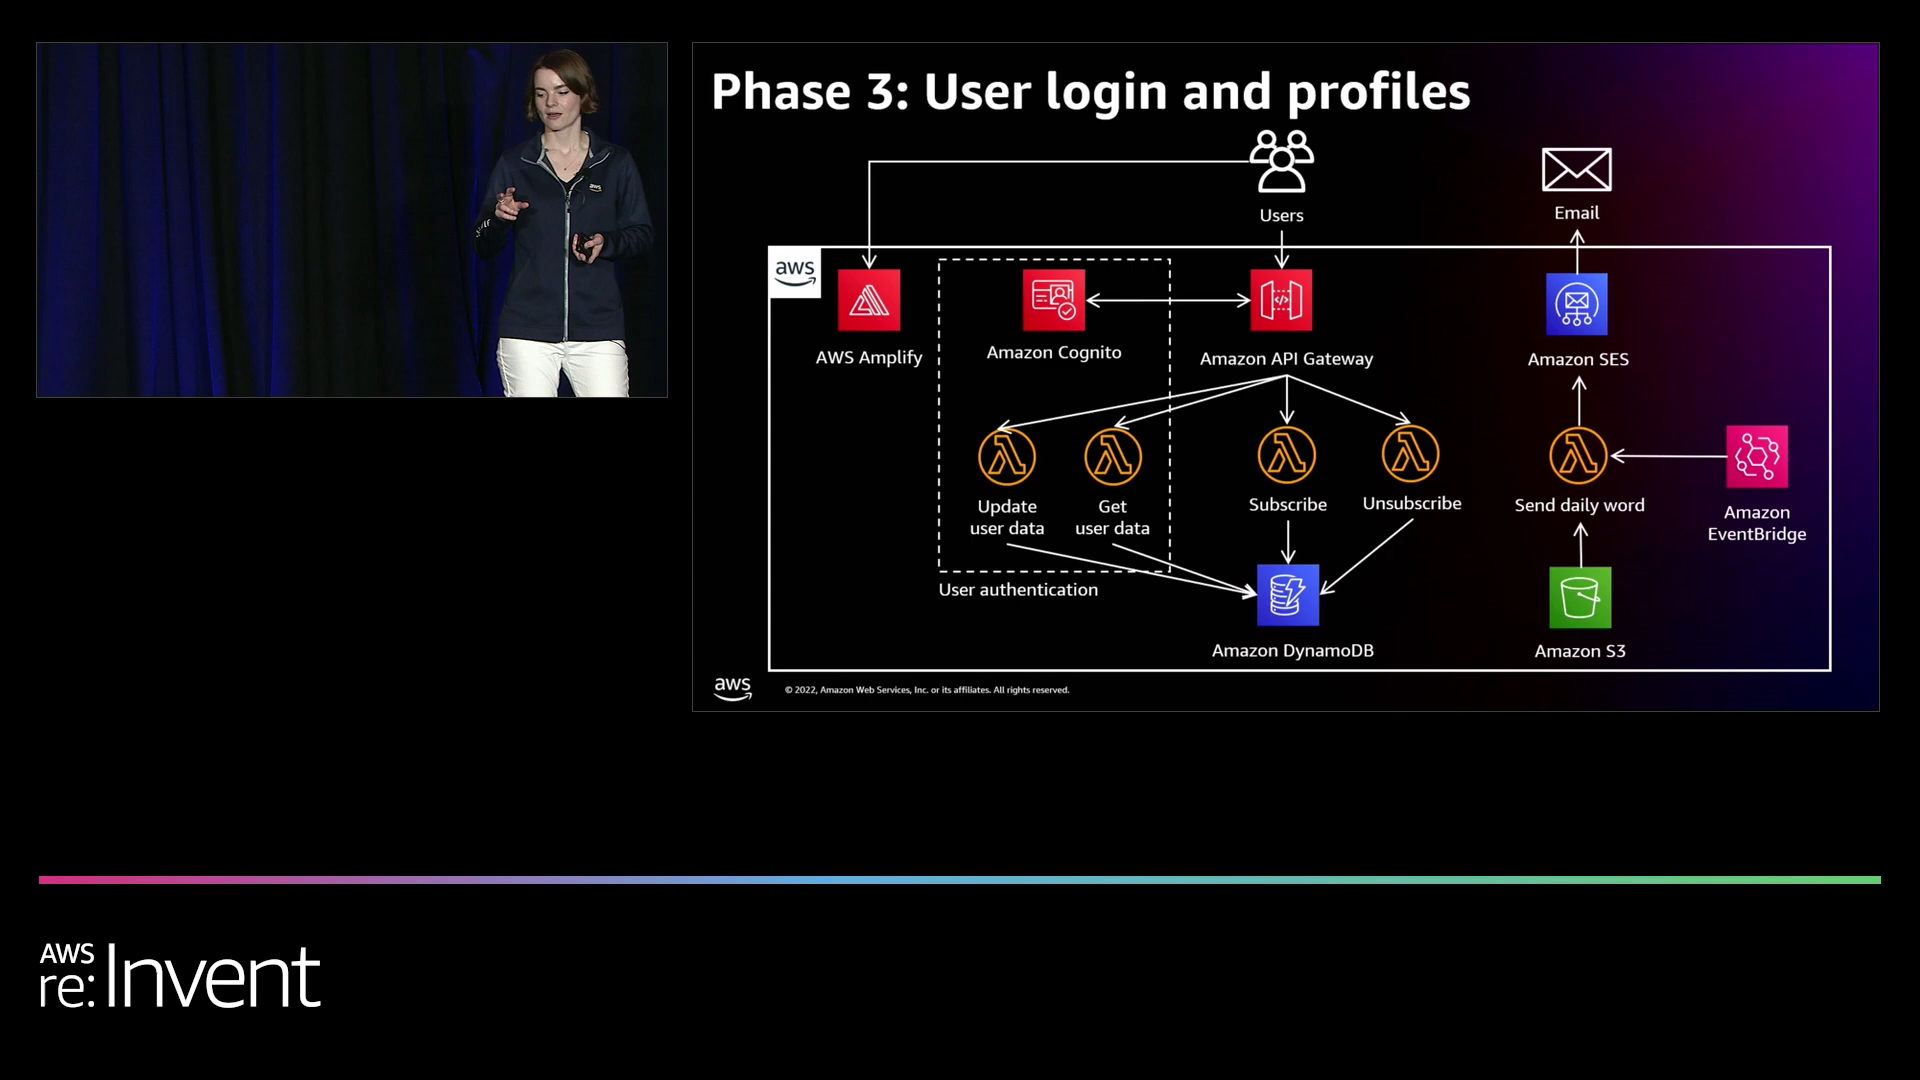 Phase 3: User login and profiles
Users
Email
aws
AWS Amplify
Amazon Cognito
Amazon API Gateway
Amazon SES
Update
user data
Get
user data
Subscribe
Unsubscribe
Send daily word
Amazon
EventBridge
User authentication
Amazon DynamoDB
Amazon S3
aws
© 2022, Amazon Web Services, Inc. or its affiliates. All rights reserved.
aws
AWS
re:Invent